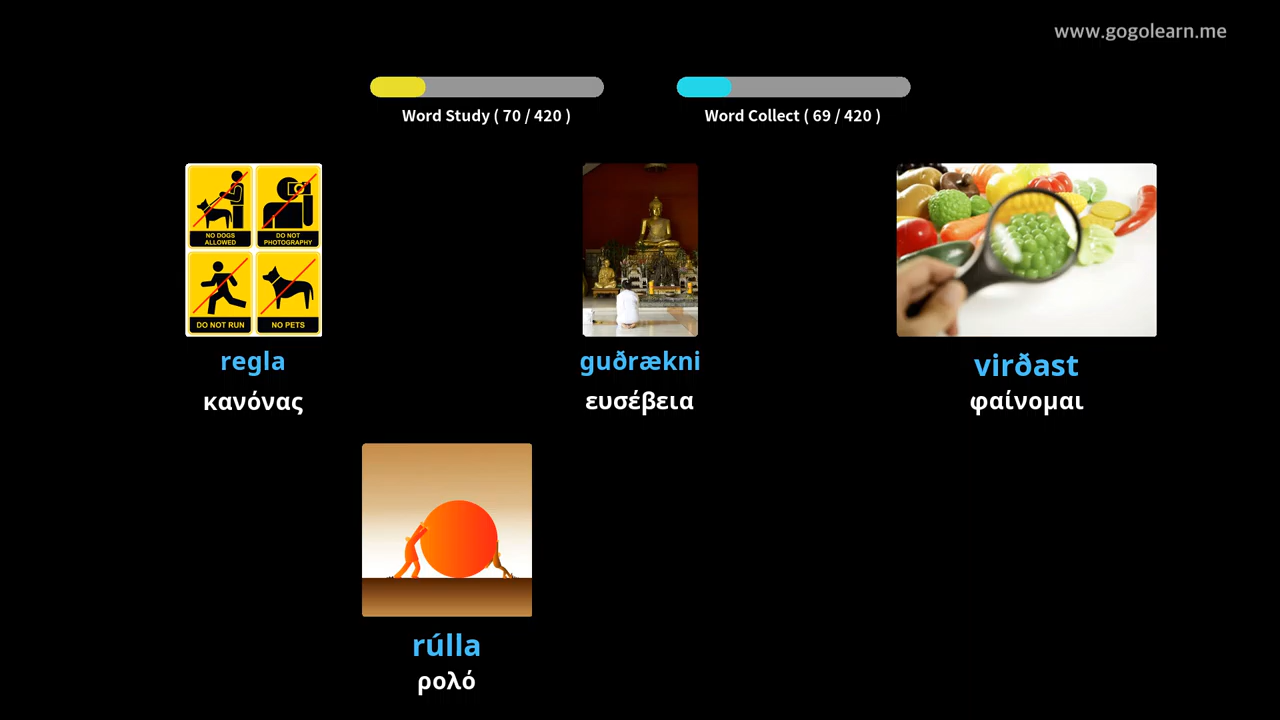 www.gogolearn.me
Word Study ( 70 / 420 )
Word Collect ( 69 / 420 )
NO DOGS
ALLOWED
DO NOT
PHOTOGRAPHY
DO NOT RUN
NO PETS
regla
guðrækni
virðast
κανόνας
ευσέβεια
φαίνομαι
rúlla
ρολό